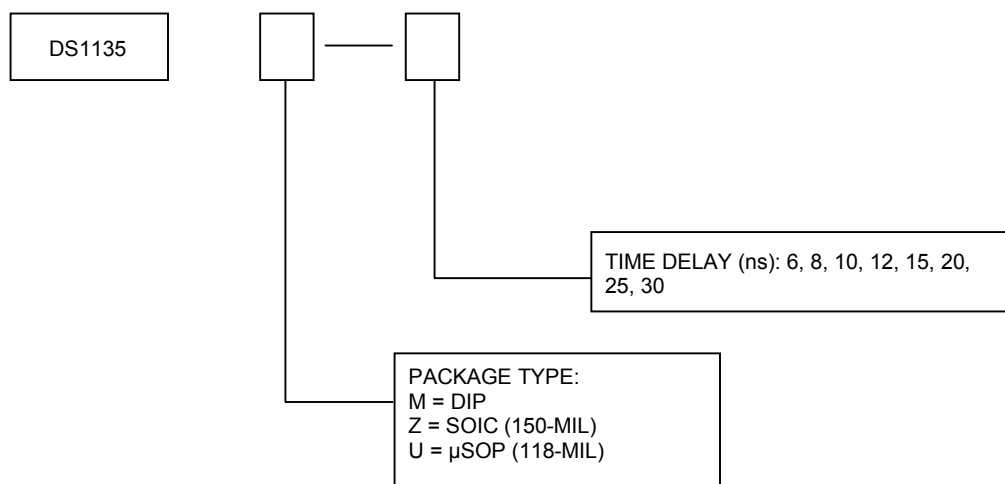 DS1135
TIME DELAY (ns): 6, 8, 10, 12, 15, 20,
25, 30
PACKAGE TYPE:
M = DIP
Z = SOIC (150-MIL)
U = µSOP (118-MIL)